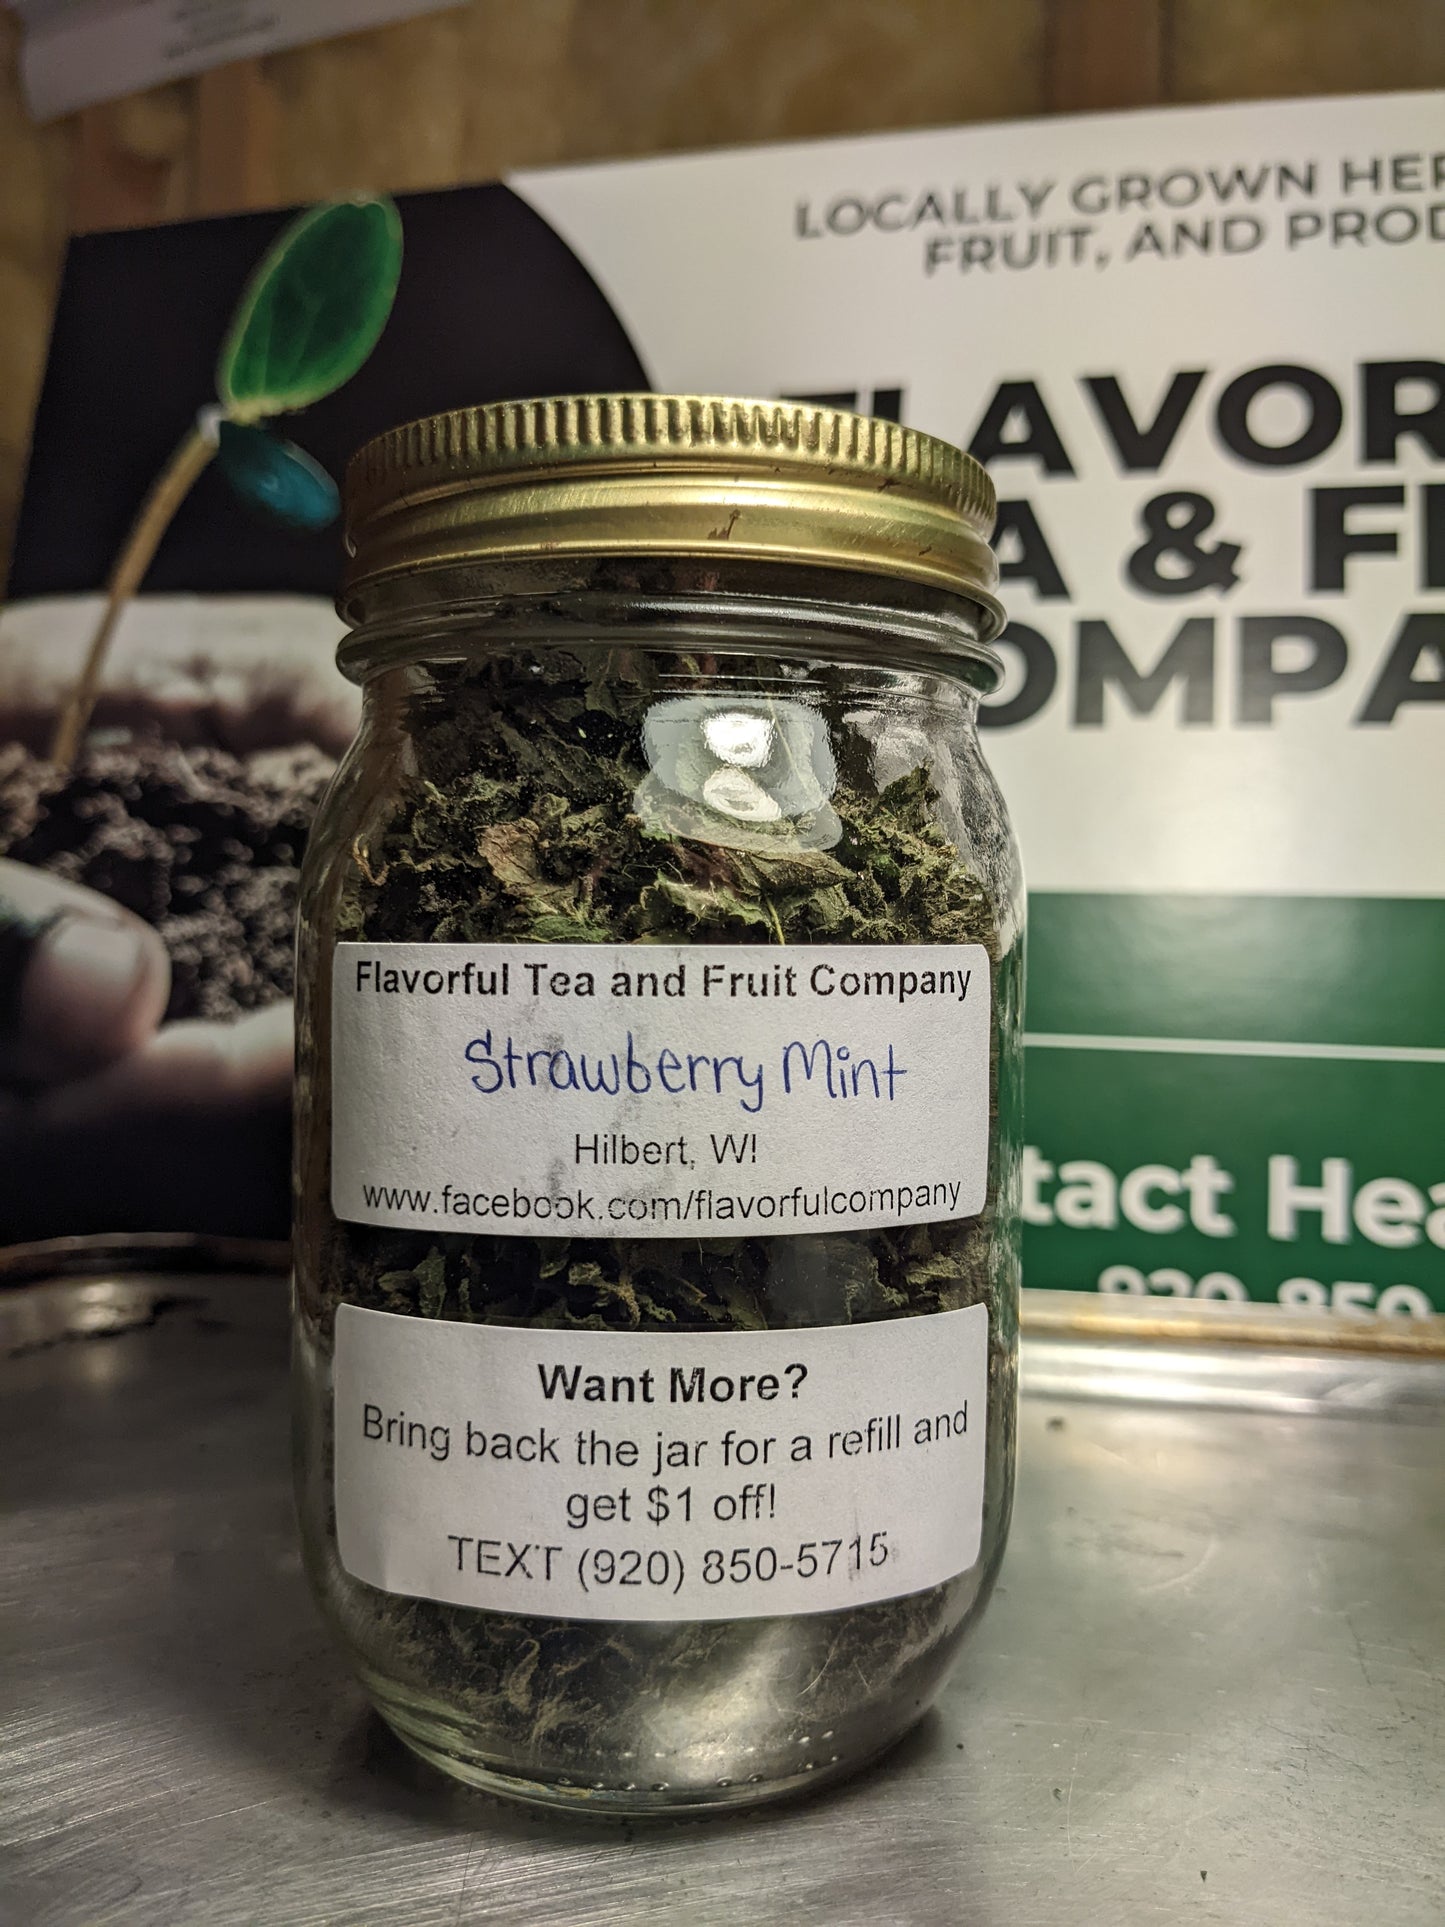 LOCALLY GROWN HER
FRUIT, AND PROD
FLAVOR
A & F
OMPA
tact Hea
920-850
Flavorful Tea and Fruit Company
Strawberry Mint
Hilbert, WI
www.facebook.com/flavorfulcompany
Want More?
Bring back the jar for a refill and
get $1 off!
TEXT (920) 850-5715